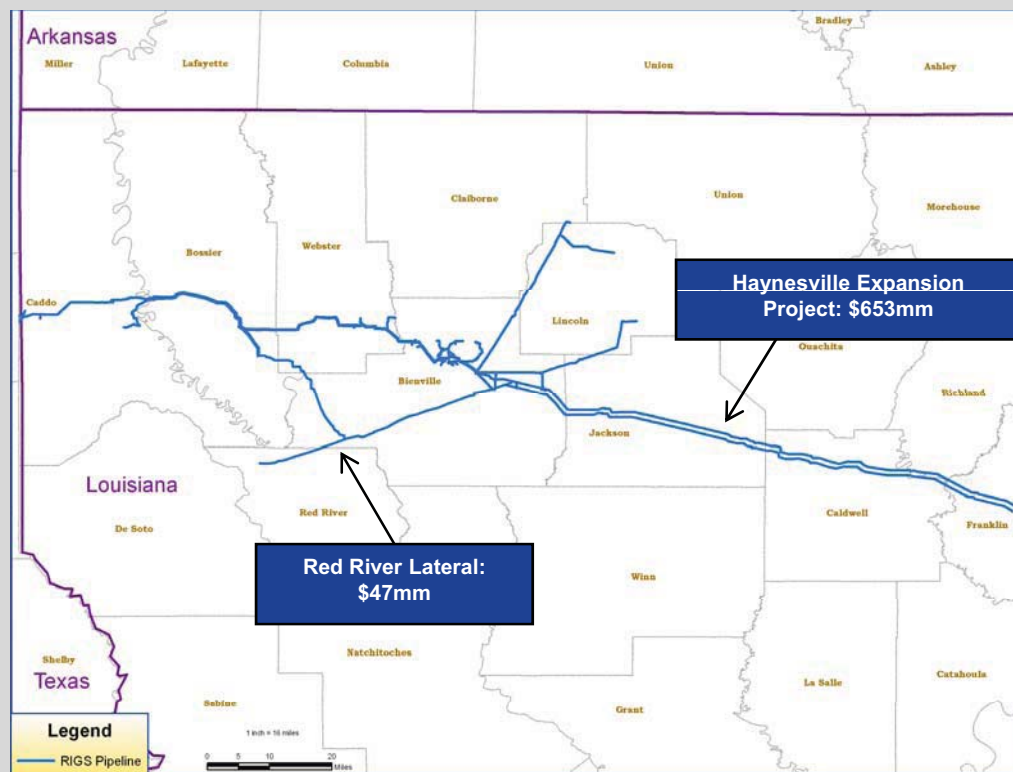 Arkansas
Bradley
Miller
Lafayette
Columbia
Union
Ashley
Claiborne
Union
Morehouse
Bossier
Webster
Caddo
Lincoln
Haynesville Expansion
Project: $653mm
Ouachita
Bienville
Richland
Jackson
Louisiana
De Soto
Red River
Caldwell
Franklin
Red River Lateral:
$47mm
Winn
Natchitoches
Shelby
Texas
Sabine
Grant
La Salle
Catahoula
Legend
RIGS Pipeline
1 inch = 16 miles
0 5 10 20
Miles